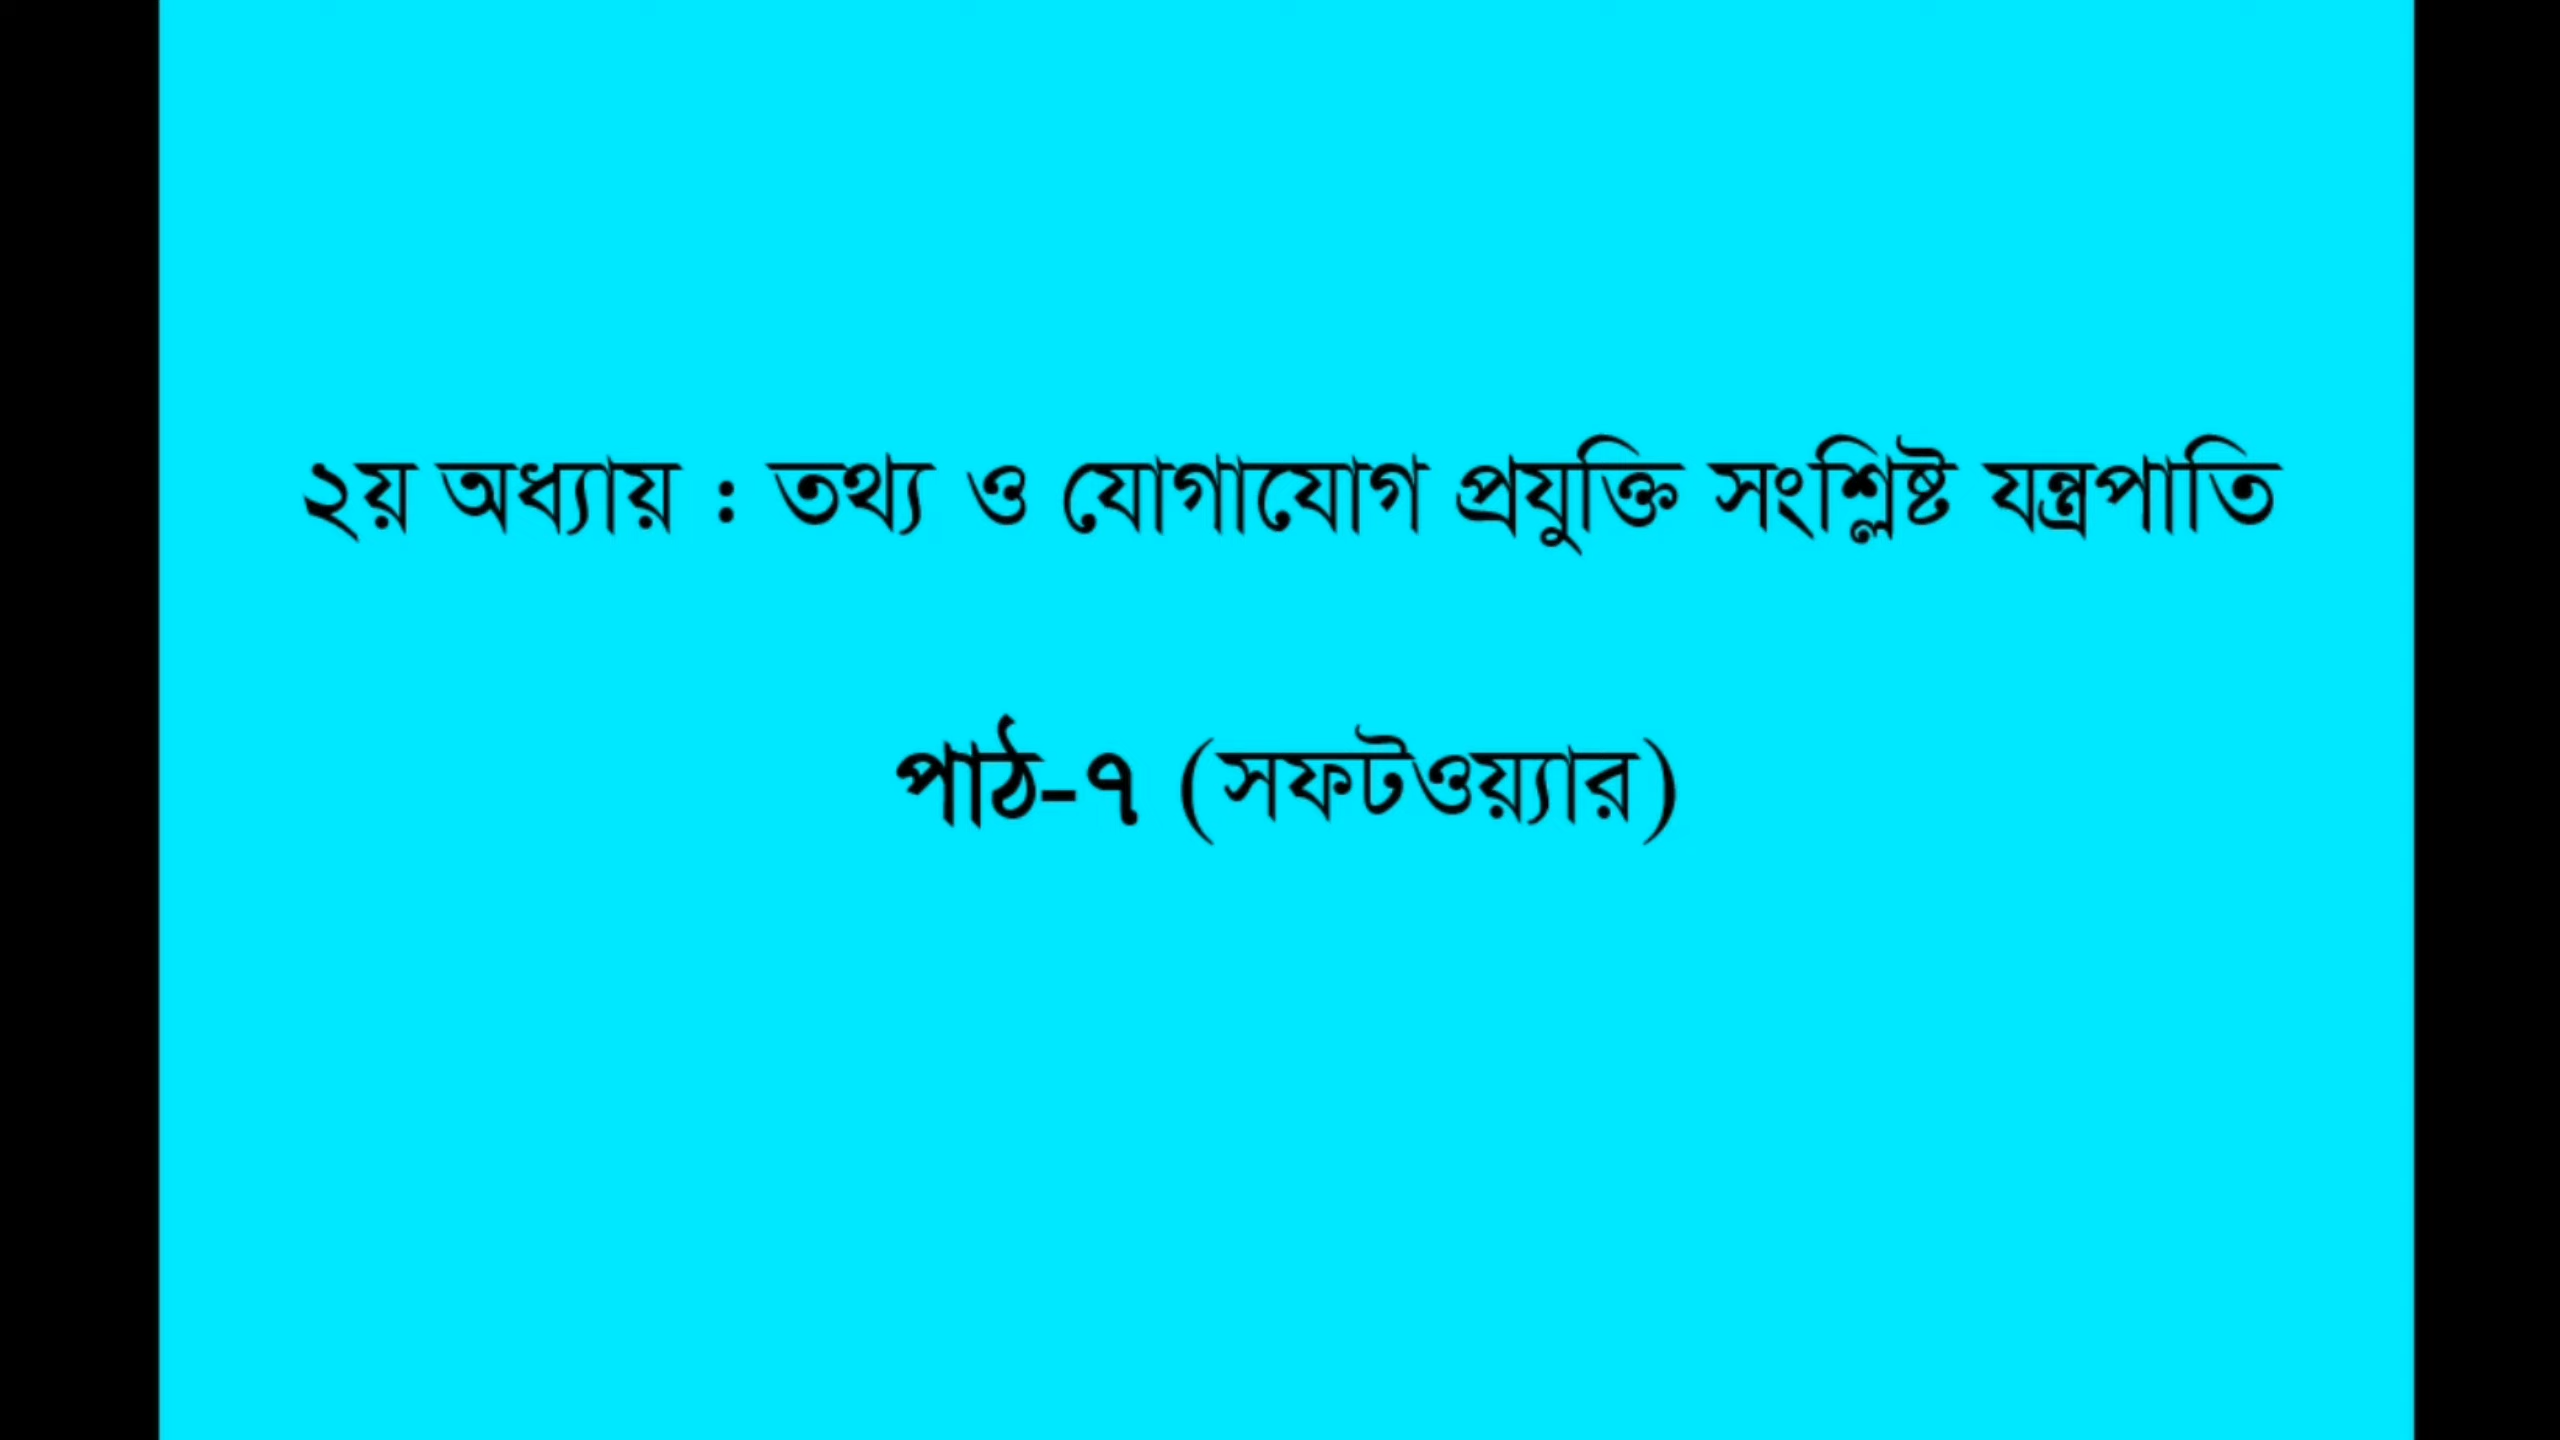 ২য় অধ্যায় : তথ্য ও যোগাযোগ প্রযুক্তি সংশ্লিষ্ট যন্ত্রপাতি
পাঠ-৭ (সফটওয়্যার)